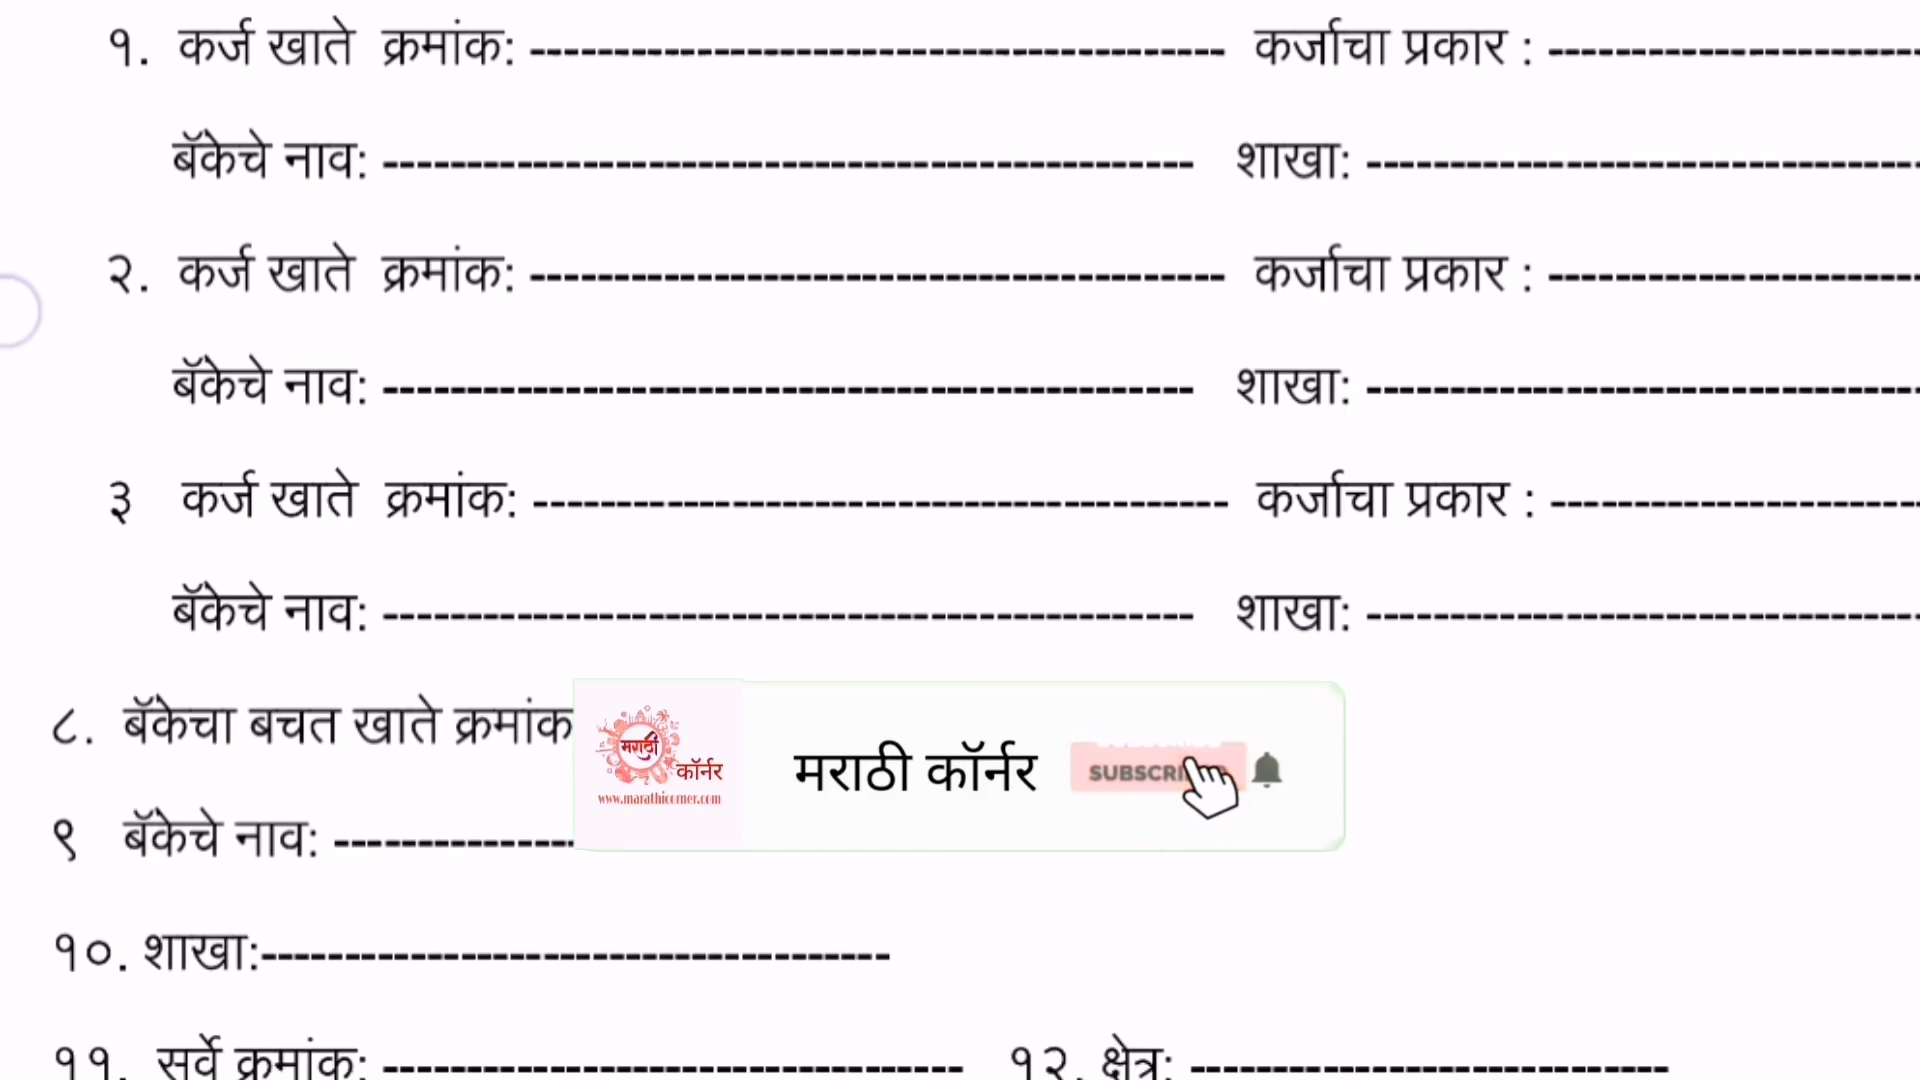 १. कर्ज खाते क्रमांक: ------------------------------------------ कर्जाचा प्रकार : ----------------------
बॅकेचे नाव: ------------------------------------------------- शाखा: ---------------------------------
२. कर्ज खाते क्रमांक: ------------------------------------------ कर्जाचा प्रकार : ----------------------
बॅकेचे नाव: ------------------------------------------------- शाखा: ---------------------------------
३ कर्ज खाते क्रमांक: ------------------------------------------ कर्जाचा प्रकार : ----------------------
बॅकेचे नाव: ------------------------------------------------- शाखा: ---------------------------------
८. बॅकेचा बचत खाते क्रमांक
मराठी कॉर्नर
www.marathicorner.com
मराठी कॉर्नर SUBSCRIBE
९ बॅकेचे नाव: ---------------
१०. शाखा:--------------------------------------
११. सर्वे क्रमांक: ----------------------------------- १२. क्षेत्र: -----------------------------